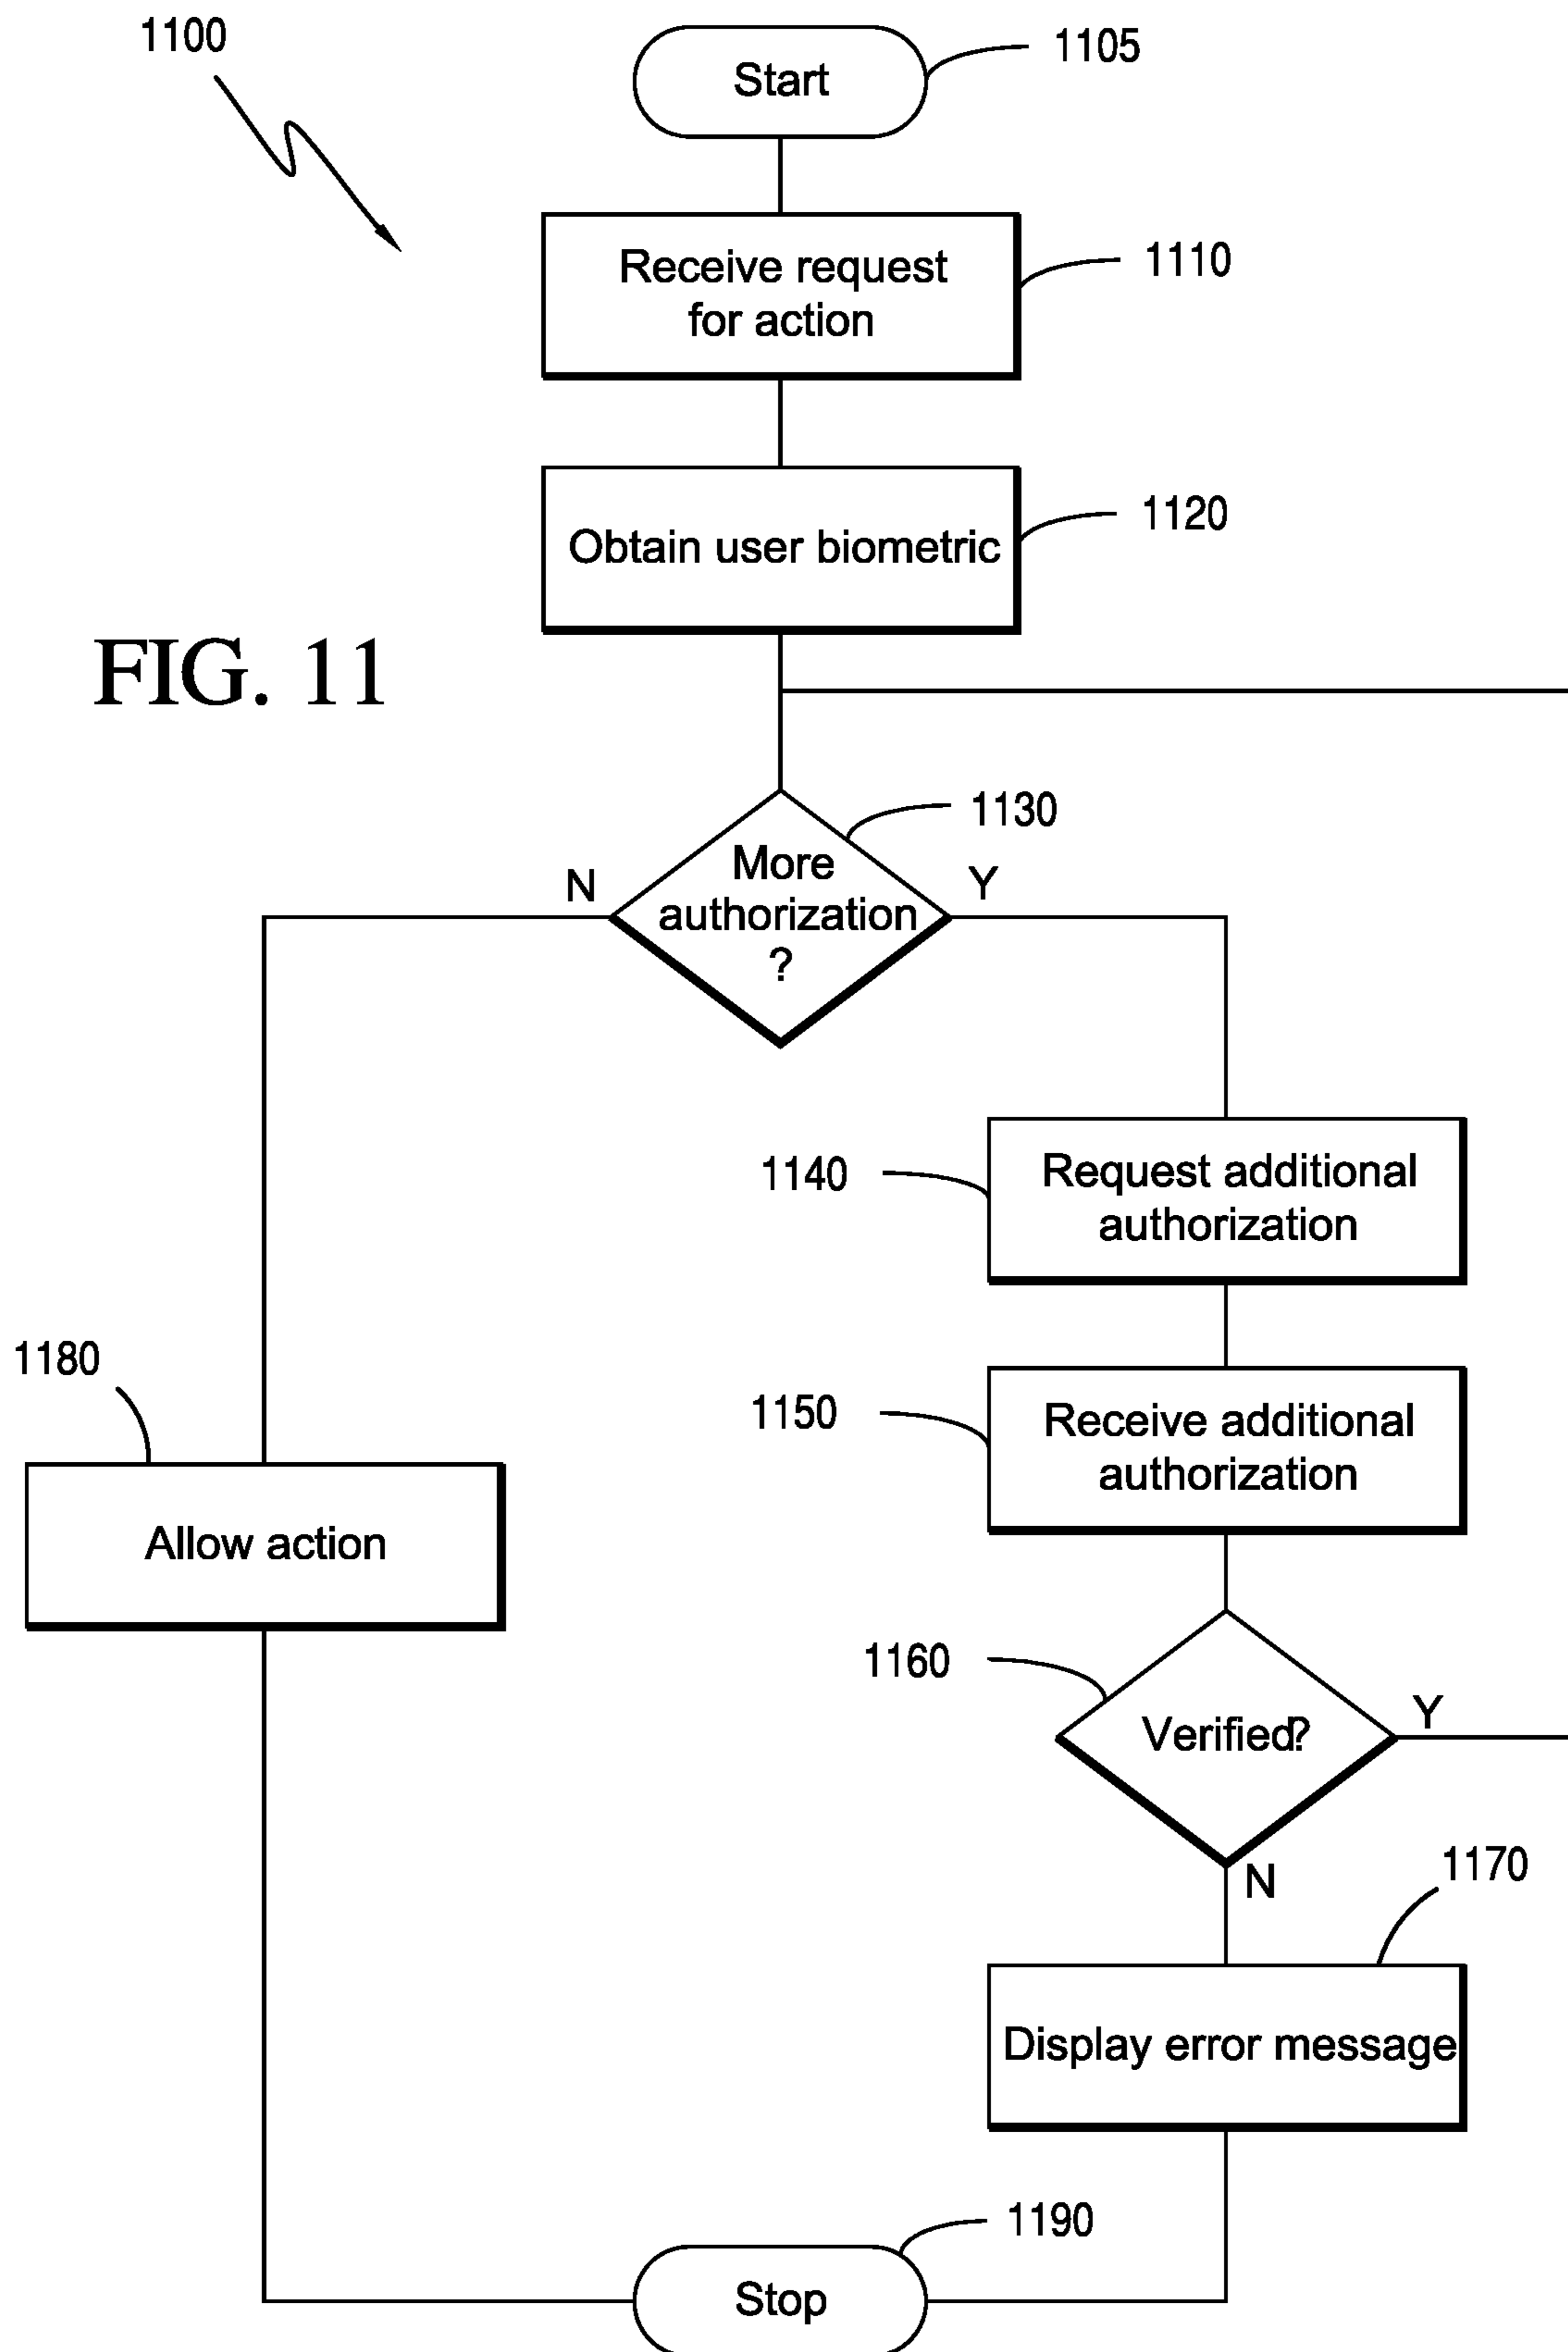 1100
Start
1105
Receive request
for action
1110
Obtain user biometric
1120
FIG. 11
1130
More
authorization
?
N
Y
1140
Request additional
authorization
1180
1150
Receive additional
authorization
Allow action
1160
Verified?
Y
N
1170
Display error message
1190
Stop